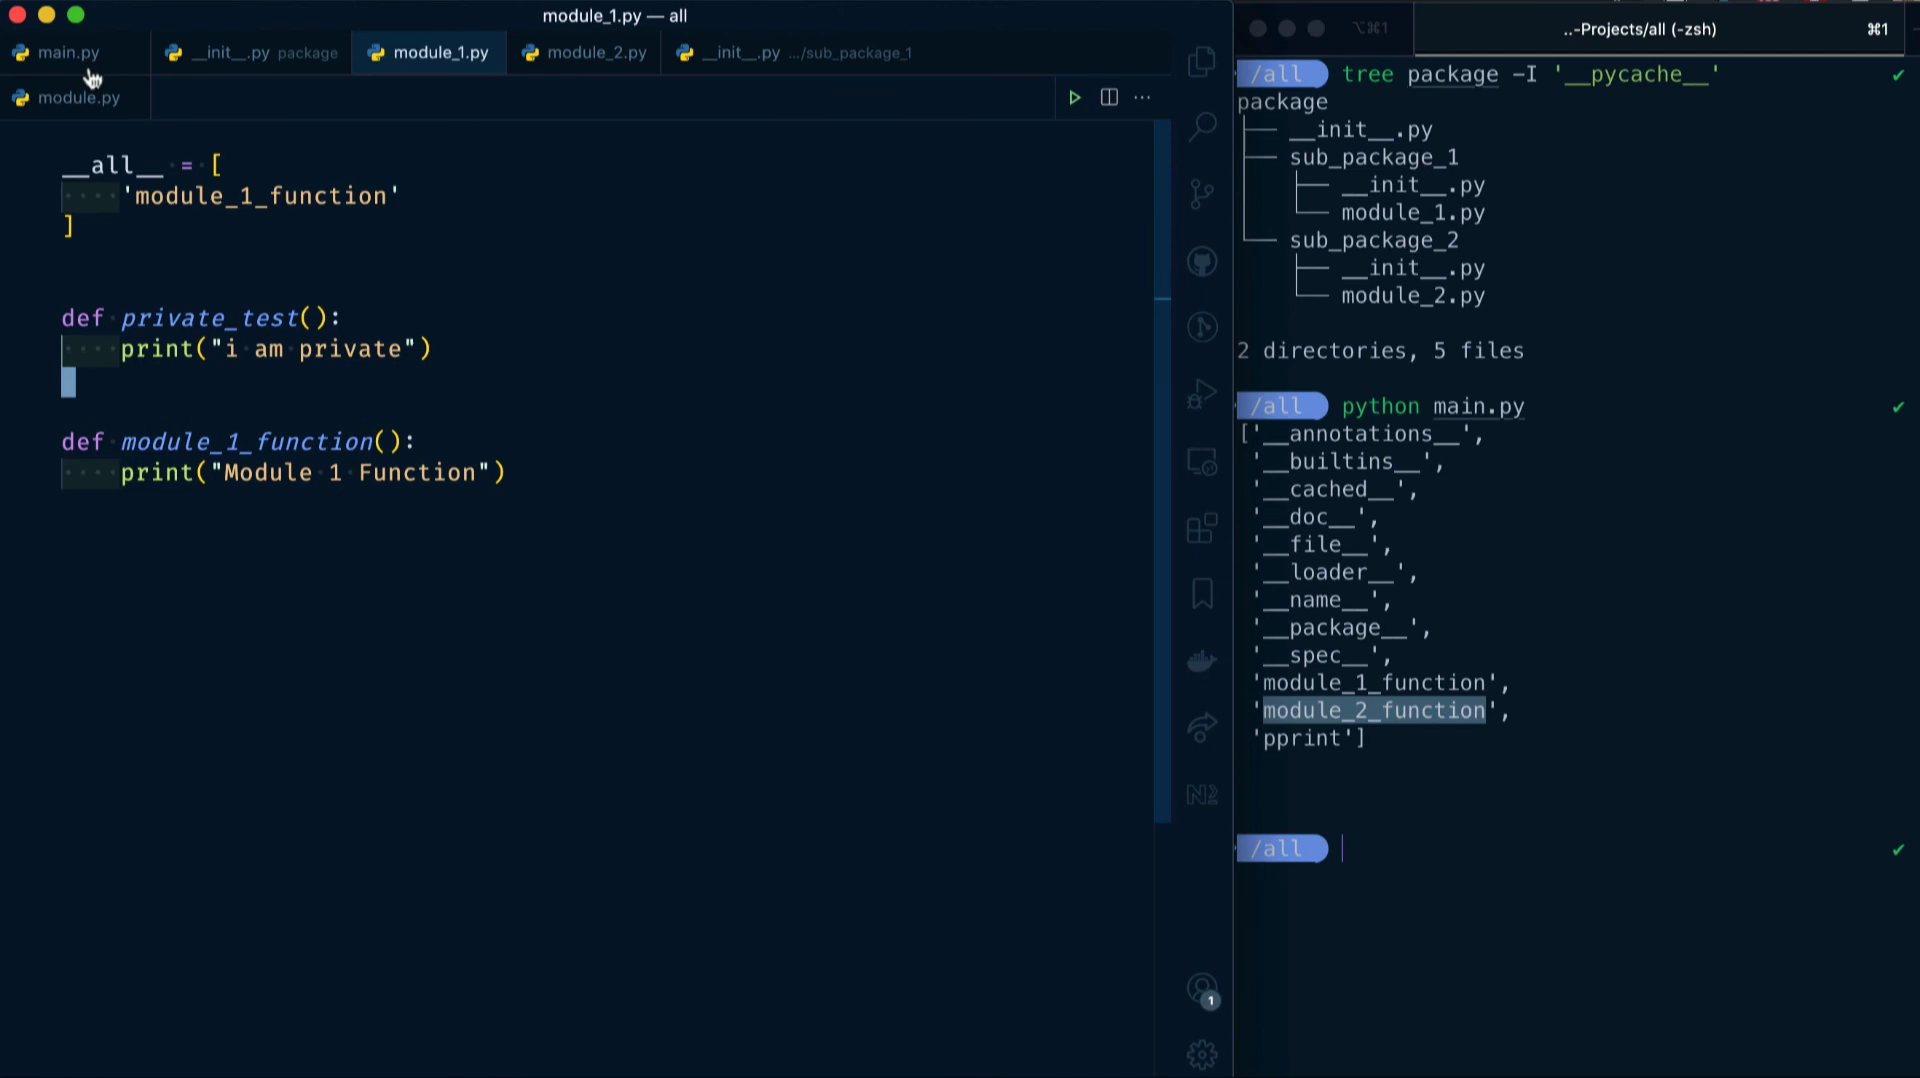 module_1.py — all
main.py
__init__.py package
module_1.py
module_2.py
__init__.py .../sub_package_1
module.py
__all__ = [
'module_1_function'
]
def private_test():
print("i am private")
def module_1_function():
print("Module 1 Function")
1
⌥⌘1
..-Projects/all (-zsh)
⌘1
/all tree package -I '__pycache__' ✔
package
├── __init__.py
├── sub_package_1
│ ├── __init__.py
│ └── module_1.py
└── sub_package_2
├── __init__.py
└── module_2.py
2 directories, 5 files
/all python main.py ✔
['__annotations__',
'__builtins__',
'__cached__',
'__doc__',
'__file__',
'__loader__',
'__name__',
'__package__',
'__spec__',
'module_1_function',
'module_2_function',
'pprint']
/all ✔